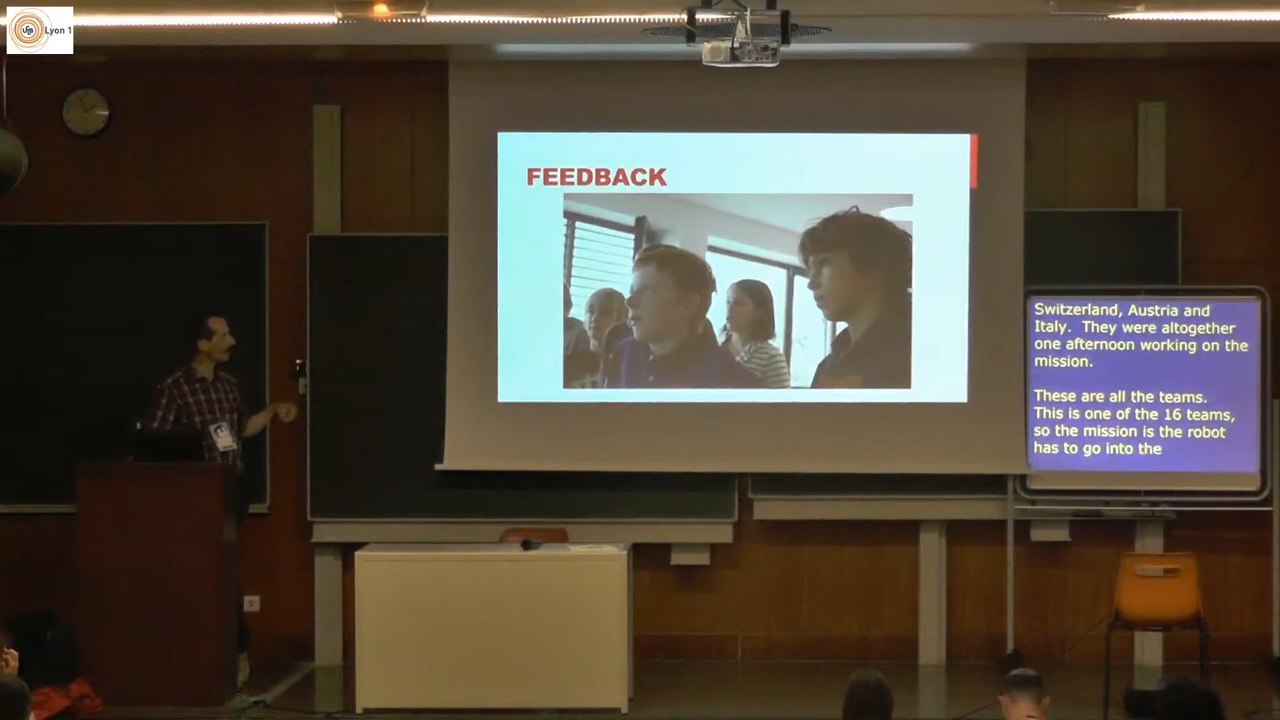 Lyon 1
FEEDBACK
Switzerland, Austria and
Italy. They were altogether
one afternoon working on the
mission.
These are all the teams.
This is one of the 16 teams,
so the mission is the robot
has to go into the